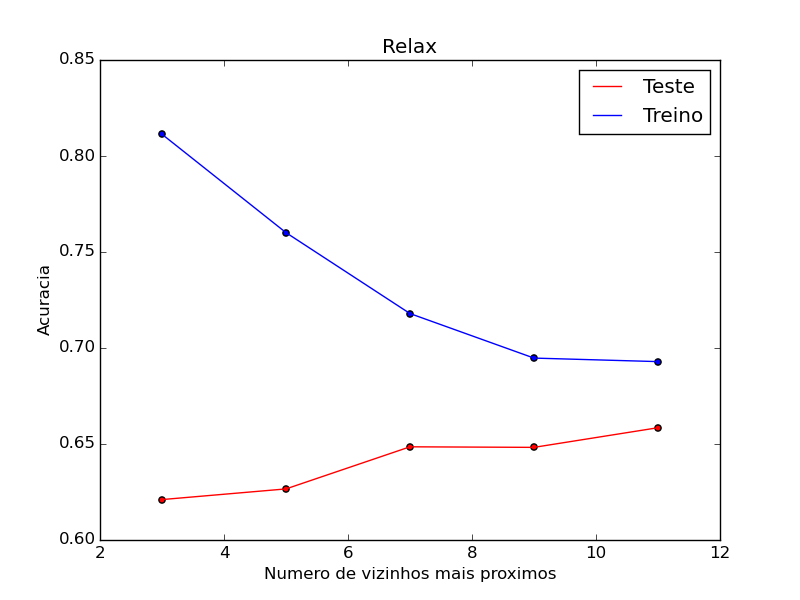 Relax
Teste
Treino
0.85
0.80
0.75
0.70
0.65
0.60
Acuracia
2 4 6 8 10 12
Numero de vizinhos mais proximos